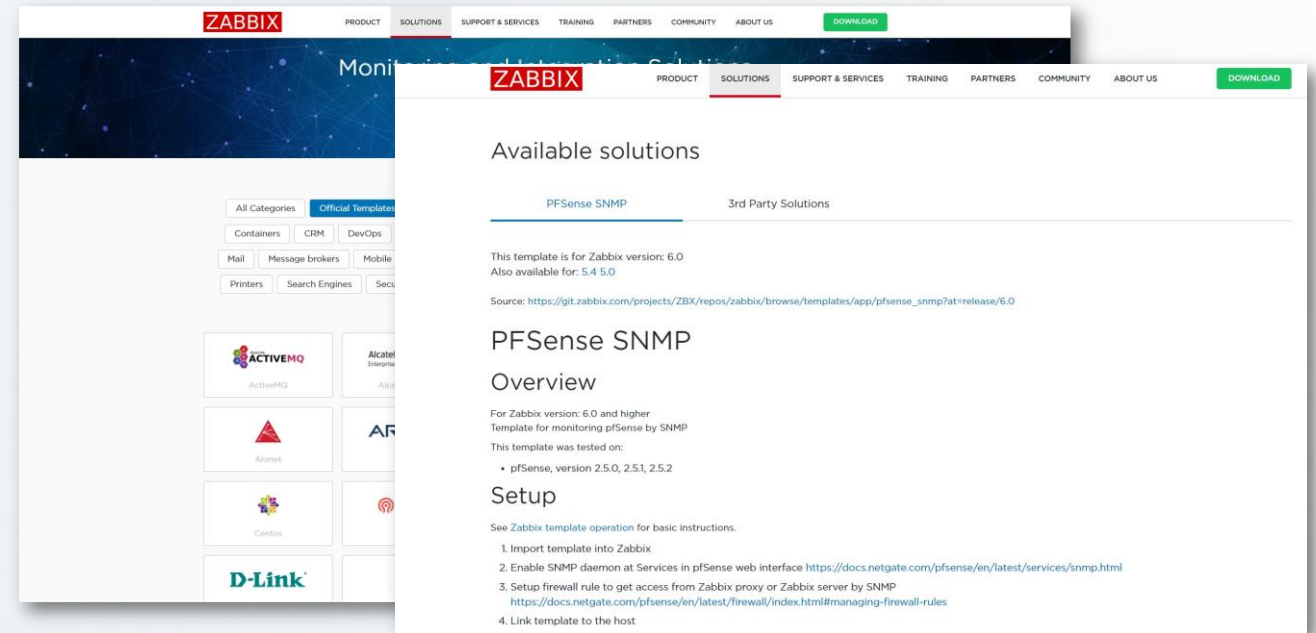 ZABBIX
PRODUCT SOLUTIONS SUPPORT & SERVICES TRAINING PARTNERS COMMUNITY ABOUT US DOWNLOAD
All Categories Official Templates
Containers CRM DevOps
Mail Message brokers Mobile
Printers Search Engines
ACTIVEMQ
ActiveMQ
Aranet
Centos
D-Link
ZABBIX
PRODUCT SOLUTIONS SUPPORT & SERVICES TRAINING PARTNERS COMMUNITY ABOUT US DOWNLOAD
Available solutions
PFSense SNMP 3rd Party Solutions
This template is for Zabbix version: 6.0
Also available for: 5.4 5.0
Source: https://git.zabbix.com/projects/ZBX/repos/zabbix/browse/templates/app/pfsense_snmp?at=release/6.0
PFSense SNMP
Overview
For Zabbix version: 6.0 and higher
Template for monitoring pfSense by SNMP
This template was tested on:
• pfSense, version 2.5.0, 2.5.1, 2.5.2
Setup
See Zabbix template operation for basic instructions.
1. Import template into Zabbix
2. Enable SNMP daemon at Services in pfSense web interface https://docs.netgate.com/pfsense/en/latest/services/snmp.html
3. Setup firewall rule to get access from Zabbix proxy or Zabbix server by SNMP
https://docs.netgate.com/pfsense/en/latest/firewall/index.html#managing-firewall-rules
4. Link template to the host